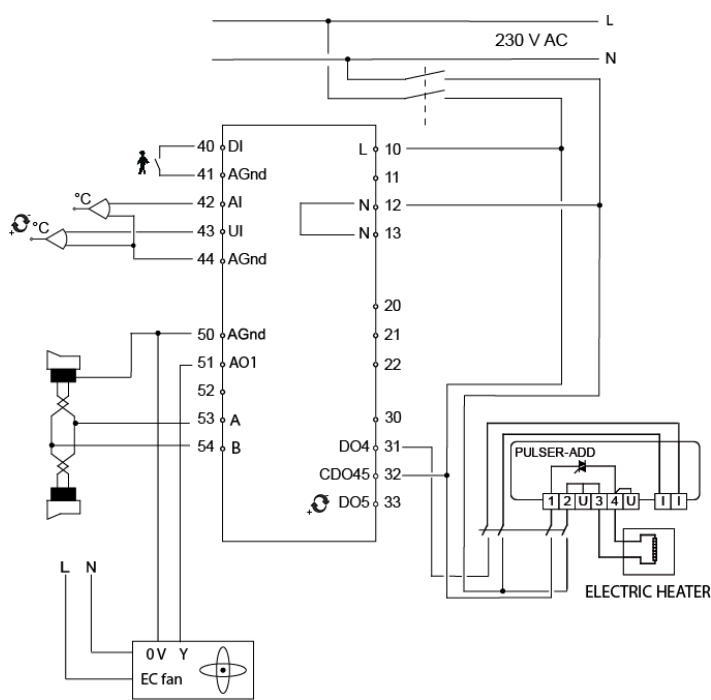 L
230 V AC
N
40 DI
41 AGnd
42 AI
43 UI
44 AGnd
°C
°C
50 AGnd
51 AO1
52
53 A
54 B
L 10
11
N 12
N 13
20
21
22
30
DO4 31
CDO45 32
DO5 33
PULSER-ADD
1 2 U 3 4 U I I
ELECTRIC HEATER
L N
0 V Y
EC fan